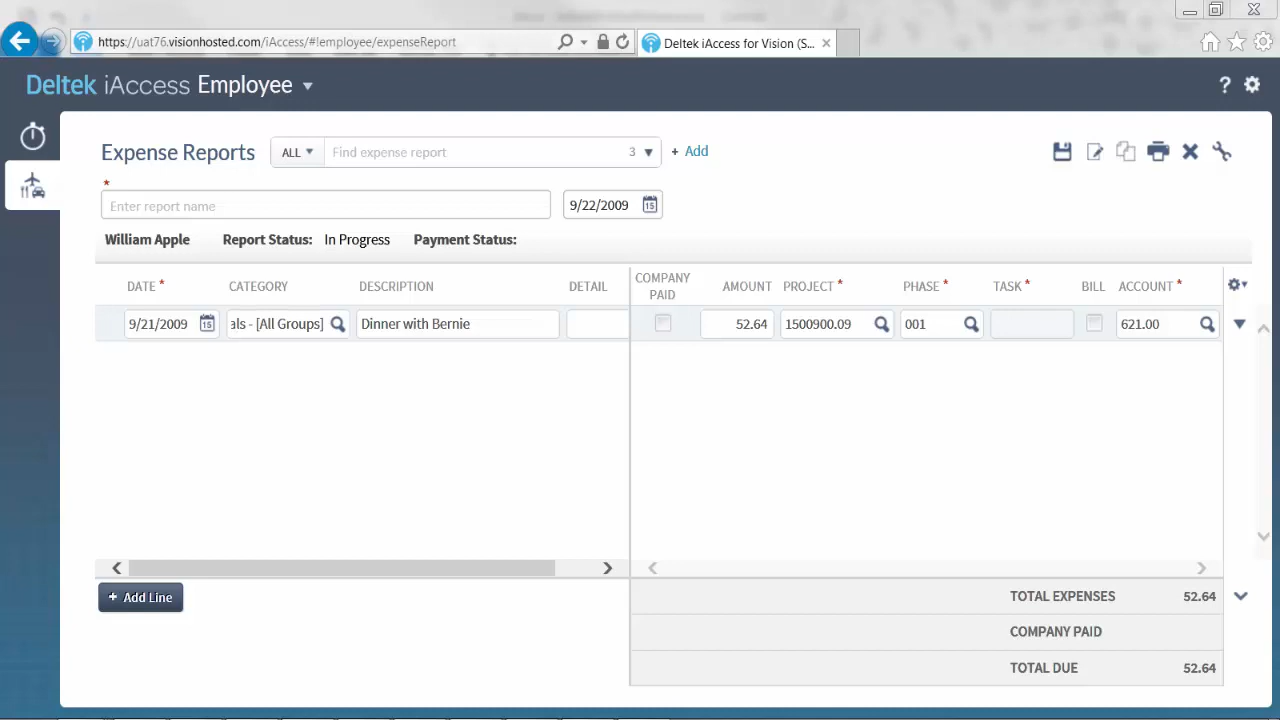 https://uat76.visionhosted.com/iAccess/#!employee/expenseReport
Deltek iAccess for Vision (S...
Deltek iAccess Employee
?
Expense Reports ALL Find expense report 3 + Add
*
Enter report name 9/22/2009 15
William Apple Report Status: In Progress Payment Status:
DATE * CATEGORY DESCRIPTION DETAIL COMPANY PAID AMOUNT PROJECT * PHASE * TASK * BILL ACCOUNT *
9/21/2009 15 als - [All Groups] Dinner with Bernie 52.64 1500900.09 001 621.00
+ Add Line
TOTAL EXPENSES 52.64
COMPANY PAID
TOTAL DUE 52.64